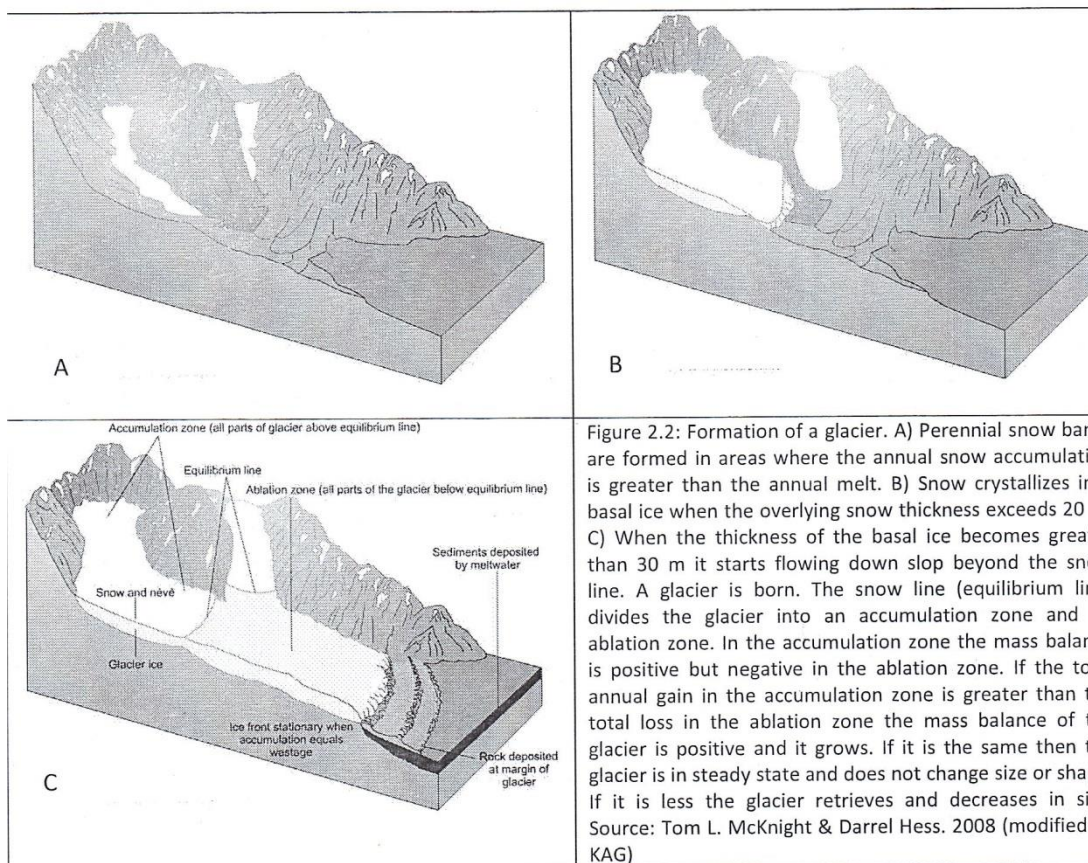 A
B
Accumulation zone (all parts of glacier above equilibrium line)
Equilibrium line
Ablation zone (all parts of the glacier below equilibrium line)
Sediments deposited
by meltwater
Snow and névé
Glacier ice
Ice front stationary when
accumulation equals
wastage
Rock deposited
at margin of
glacier
C
Figure 2.2: Formation of a glacier. A) Perennial snow ban
are formed in areas where the annual snow accumulati
is greater than the annual melt. B) Snow crystallizes in
basal ice when the overlying snow thickness exceeds 20
C) When the thickness of the basal ice becomes great
than 30 m it starts flowing down slop beyond the sno
line. A glacier is born. The snow line (equilibrium lin
divides the glacier into an accumulation zone and
ablation zone. In the accumulation zone the mass balan
is positive but negative in the ablation zone. If the to
annual gain in the accumulation zone is greater than t
total loss in the ablation zone the mass balance of t
glacier is positive and it grows. If it is the same then t
glacier is in steady state and does not change size or sha
If it is less the glacier retrieves and decreases in si
Source: Tom L. McKnight & Darrel Hess. 2008 (modified
KAG)